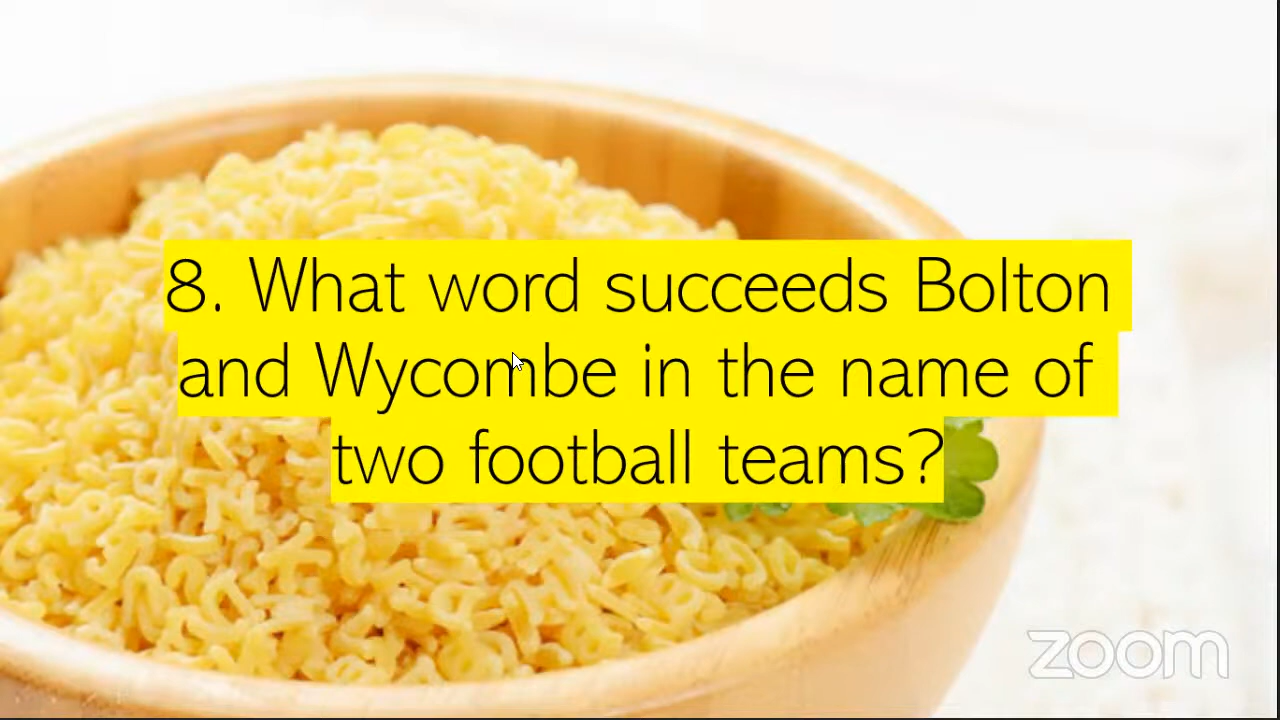 8. What word succeeds Bolton
and Wycombe in the name of
two football teams?
zoom